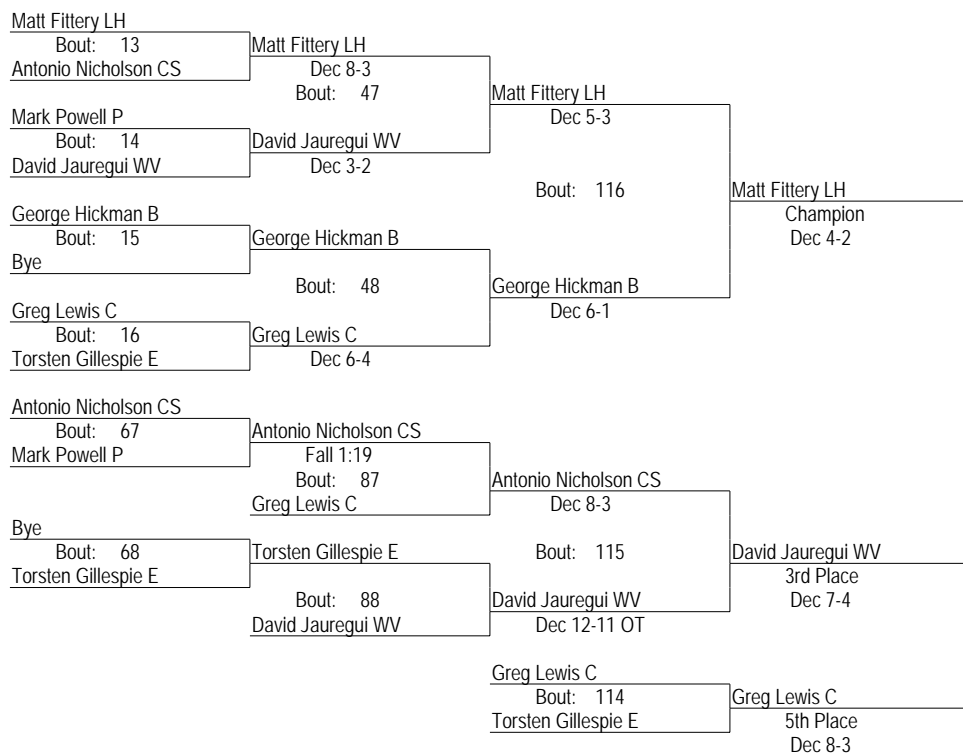 Matt Fittery LH
Bout: 13
Antonio Nicholson CS
Matt Fittery LH
Dec 8-3
Bout: 47
Mark Powell P
Bout: 14
David Jauregui WV
David Jauregui WV
Dec 3-2
Matt Fittery LH
Dec 5-3
Bout: 116
George Hickman B
Bout: 15
Bye
George Hickman B
Bout: 48
Greg Lewis C
Bout: 16
Torsten Gillespie E
Greg Lewis C
Dec 6-4
George Hickman B
Dec 6-1
Matt Fittery LH
Champion
Dec 4-2
Antonio Nicholson CS
Bout: 67
Mark Powell P
Antonio Nicholson CS
Fall 1:19
Bout: 87
Greg Lewis C
Antonio Nicholson CS
Dec 8-3
Bye
Bout: 68
Torsten Gillespie E
Torsten Gillespie E
Bout: 88
David Jauregui WV
Bout: 115
David Jauregui WV
Dec 12-11 OT
David Jauregui WV
3rd Place
Dec 7-4
Greg Lewis C
Bout: 114
Torsten Gillespie E
Greg Lewis C
5th Place
Dec 8-3